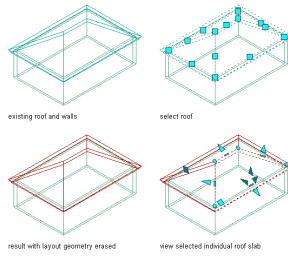 existing roof and walls
select roof
result with layout geometry erased
view selected individual roof slab